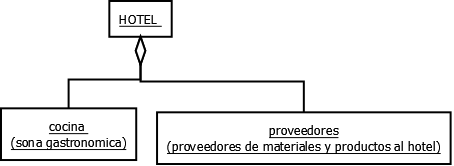 HOTEL
cocina
(sona gastronomica)
proveedores
(proveedores de materiales y productos al hotel)